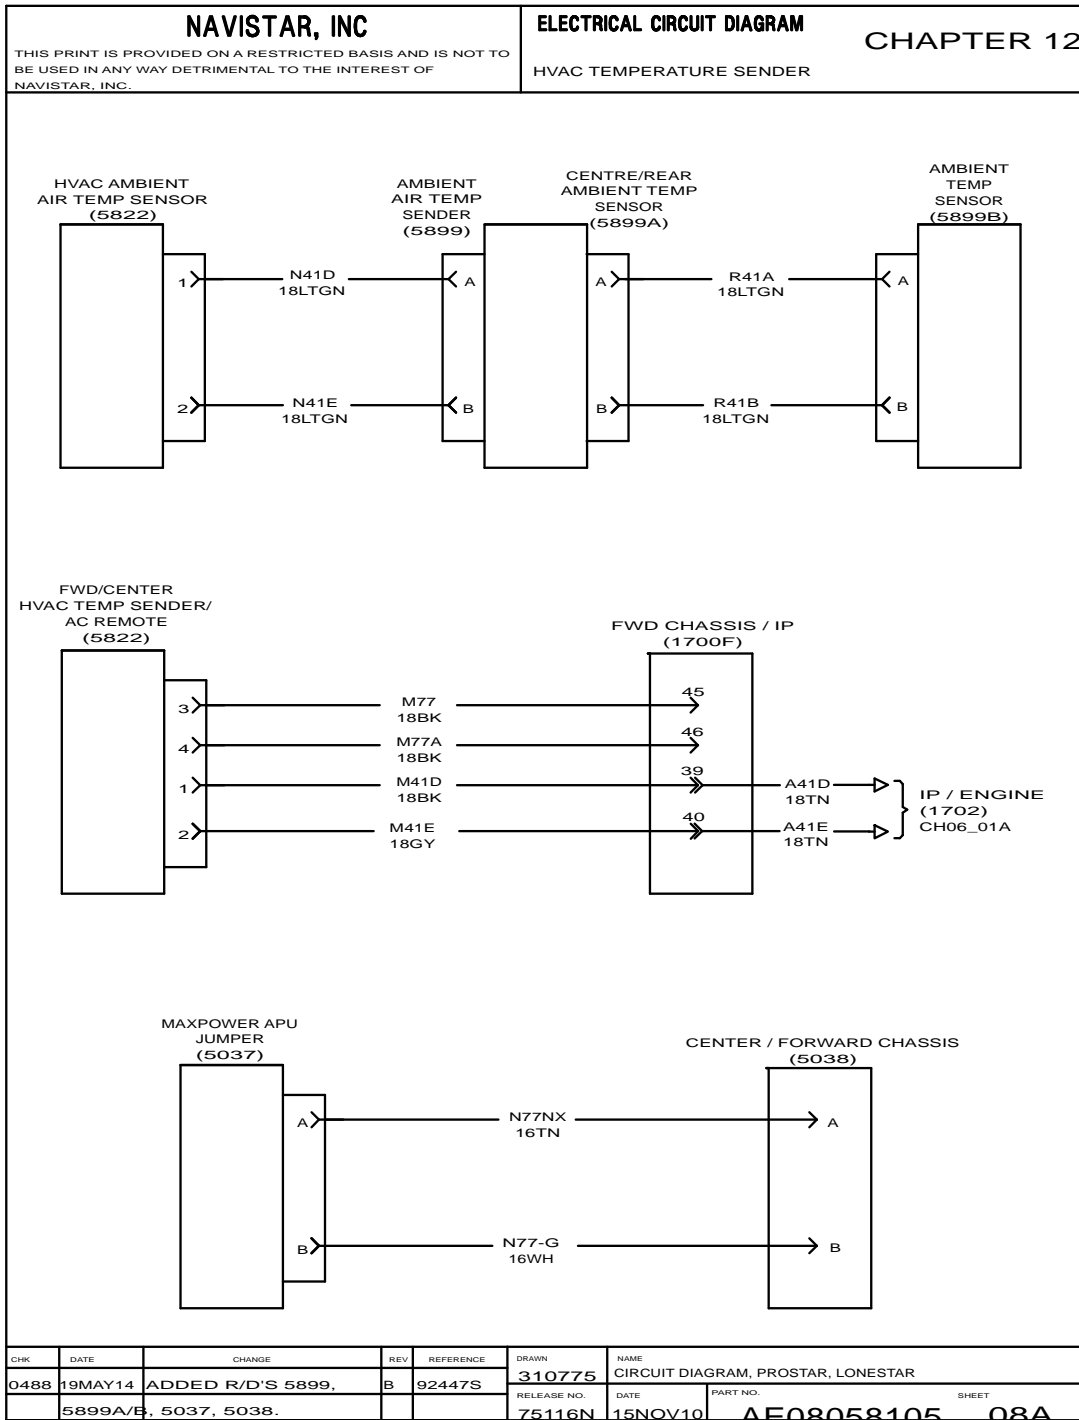 NAVISTAR, INC
THIS PRINT IS PROVIDED ON A RESTRICTED BASIS AND IS NOT TO
BE USED IN ANY WAY DETRIMENTAL TO THE INTEREST OF
NAVISTAR, INC.
ELECTRICAL CIRCUIT DIAGRAM
CHAPTER 12
HVAC TEMPERATURE SENDER
HVAC AMBIENT
AIR TEMP SENSOR
(5822)
AMBIENT
AIR TEMP
SENDER
(5899)
CENTRE/REAR
AMBIENT TEMP
SENSOR
(5899A)
AMBIENT
TEMP
SENSOR
(5899B)
1
N41D
18LTGN
A
A
R41A
18LTGN
A
2
N41E
18LTGN
B
B
R41B
18LTGN
B
FWD/CENTER
HVAC TEMP SENDER/
AC REMOTE
(5822)
FWD CHASSIS / IP
(1700F)
3
M77
18BK
45
4
M77A
18BK
46
1
M41D
18BK
39
A41D
18TN
2
M41E
18GY
40
A41E
18TN
IP / ENGINE
(1702)
CH06_01A
MAXPOWER APU
JUMPER
(5037)
CENTER / FORWARD CHASSIS
(5038)
A
N77NX
16TN
A
B
N77-G
16WH
B
CHK DATE CHANGE REV REFERENCE
0488 19MAY14 ADDED R/D'S 5899, B 92447S
5899A/B, 5037, 5038.
DRAWN
310775
NAME
CIRCUIT DIAGRAM, PROSTAR, LONESTAR
RELEASE NO.
75116N
DATE
15NOV10
PART NO.
AE08058105
SHEET
08A